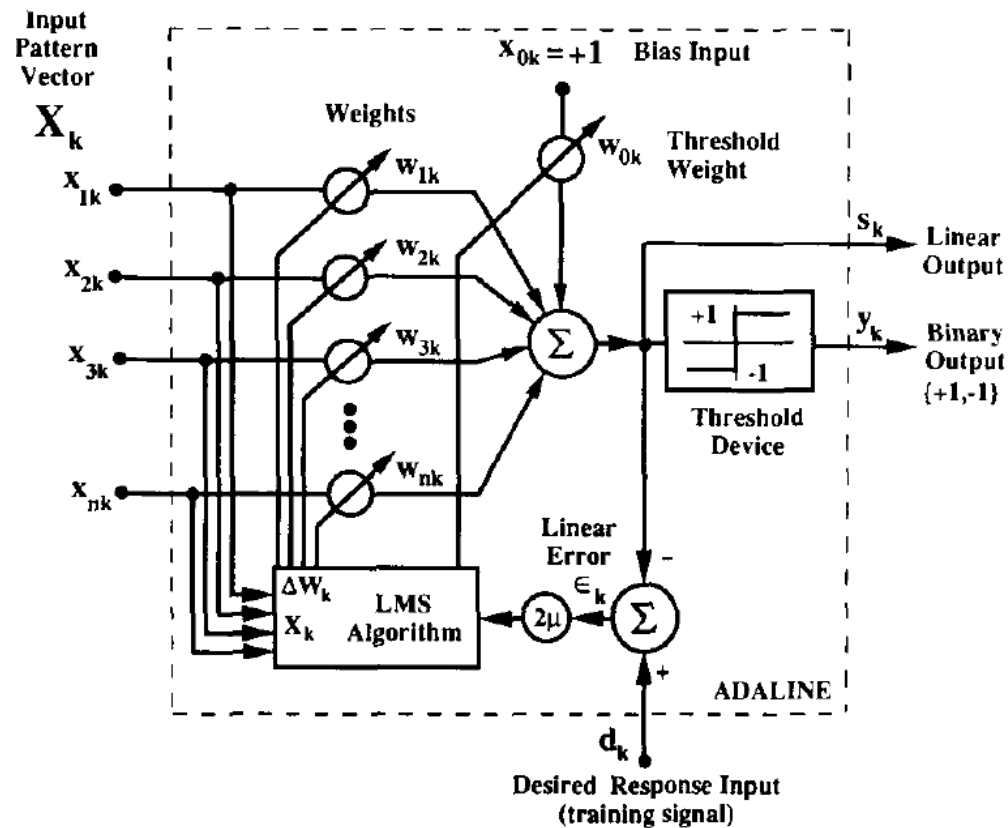 Input
Pattern
Vector
X_k
x_1k
x_2k
x_3k
x_nk
Weights
w_1k
w_2k
w_3k
w_nk
x_0k = +1
Bias Input
w_0k
Threshold
Weight
Σ
s_k
Linear
Output
+1
-1
y_k
Binary
Output
{+1,-1}
Threshold
Device
Linear
Error
∈_k
ΔW_k
X_k
LMS
Algorithm
2μ
Σ
-
+
ADALINE
d_k
Desired Response Input
(training signal)